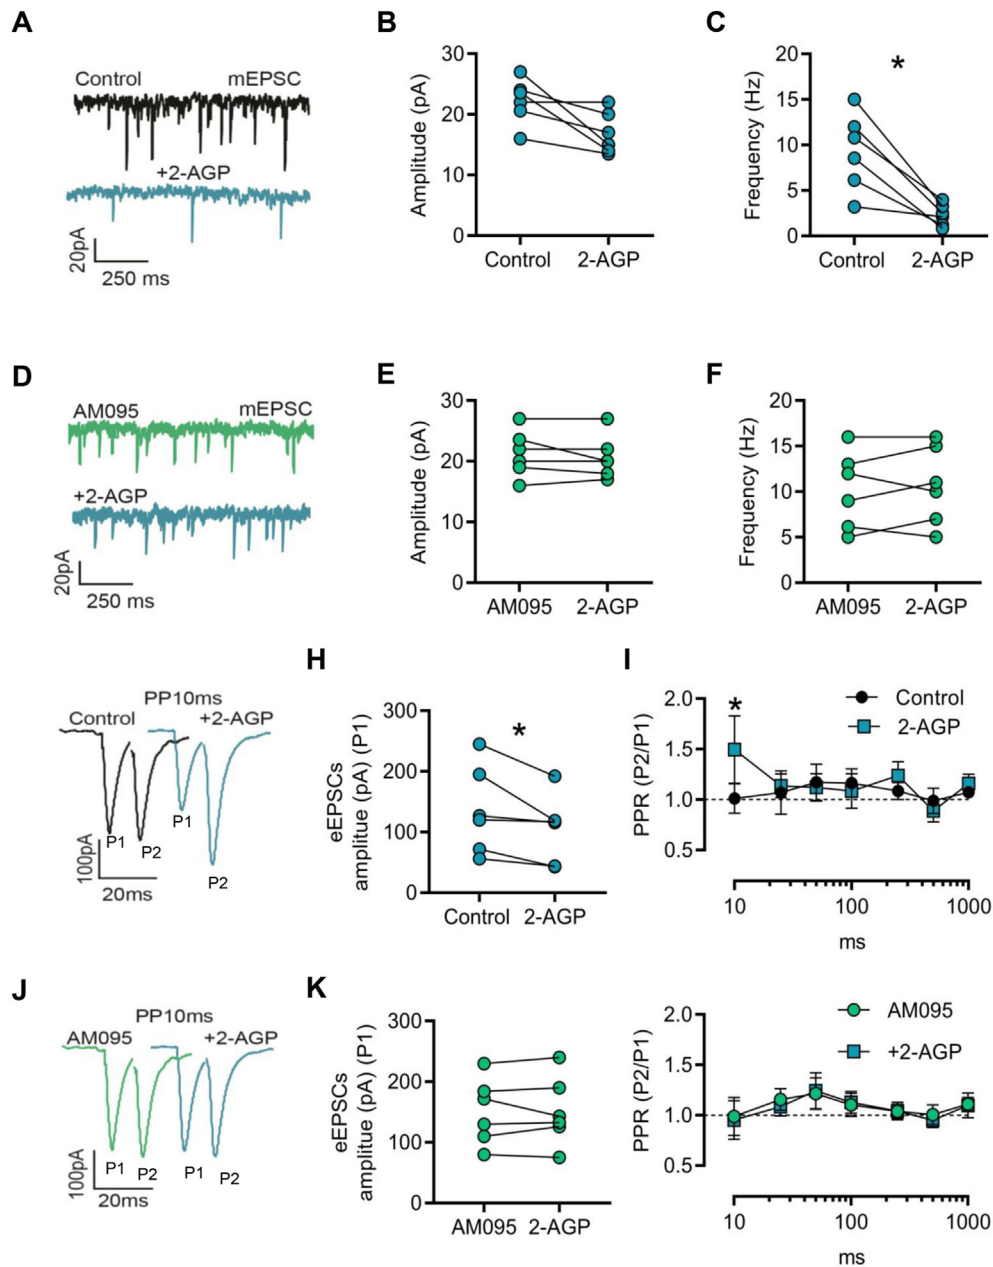 A
Control
mEPSC
+2-AGP
20pA
250 ms
B
Amplitude (pA)
30
20
10
0
Control
2-AGP
C
Frequency (Hz)
20
15
10
5
0
*
Control
2-AGP
D
AM095
mEPSC
+2-AGP
20pA
250 ms
E
Amplitude (pA)
30
20
10
0
AM095
2-AGP
F
Frequency (Hz)
20
15
10
5
0
AM095
2-AGP
PP10ms
Control
+2-AGP
P1
P2
P1
P2
100pA
20ms
H
eEPSCs
amplitue (pA) (P1)
300
200
100
0
*
Control
2-AGP
I
PPR (P2/P1)
2.0
1.5
1.0
0.5
*
Control
2-AGP
10
100
1000
ms
J
PP10ms
AM095
+2-AGP
P1
P2
P1
P2
100pA
20ms
K
eEPSCs
amplitue (pA) (P1)
300
200
100
0
AM095
2-AGP
PPR (P2/P1)
2.0
1.5
1.0
0.5
AM095
+2-AGP
10
100
1000
ms